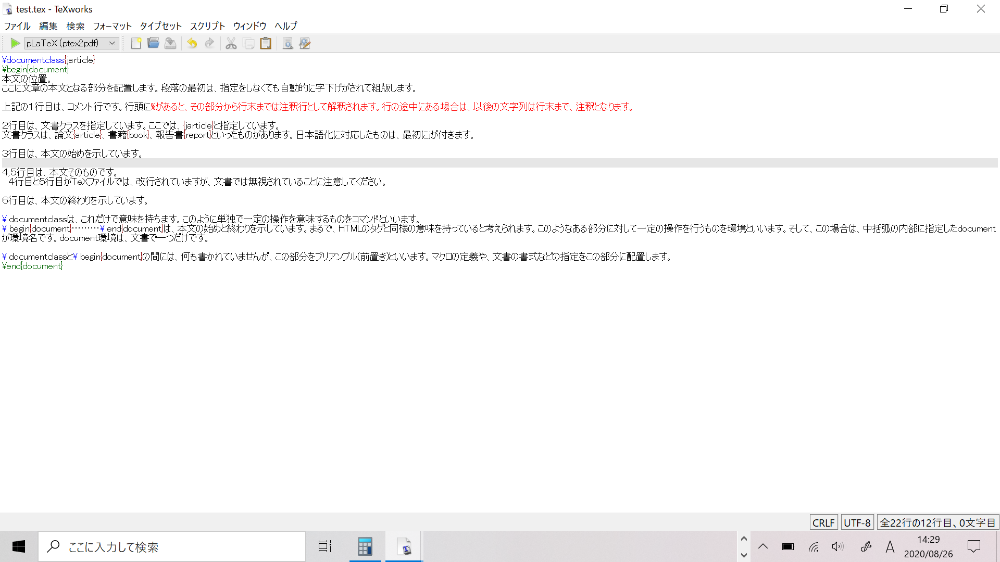 test.tex - TeXworks
ファイル 編集 検索 フォーマット タイプセット スクリプト ウィンドウ ヘルプ
pLaTeX (ptex2pdf)
¥documentclass{jarticle}
¥begin{document}
本文の位置。
ここに文章の本文となる部分を配置します。段落の最初は、指定をしなくても自動的に字下げがされて組版します。
上記の１行目は、コメント行です。行頭に%があると、その部分から行末までは注釈行として解釈されます。行の途中にある場合は、以後の文字列は行末まで、注釈となります。
２行目は、文書クラスを指定しています。ここでは、{jarticle}と指定しています。
文書クラスは、論文{article}、書籍{book}、報告書{report}といったものがあります。日本語化に対応したものは、最初にjが付きます。
３行目は、本文の始めを示しています。
４,５行目は、本文そのものです。
　４行目と５行目がTeXファイルでは、改行されていますが、文書では無視されていることに注意してください。
６行目は、本文の終わりを示しています。
¥ documentclassは、これだけで意味を持ちます。このように単独で一定の操作を意味するものをコマンドといいます。
¥ begin{document}･････････¥ end{document}は、本文の始めと終わりを示しています。まるで、HTMLのタグと同様の意味を持っていると考えられます。このようなある部分に対して一定の操作を行うものを環境といいます。そして、この場合は、中括弧の内部に指定したdocument
が環境名です。document環境は、文書で一つだけです。
¥ documentclassと¥ begin{document}の間には、何も書かれていませんが、この部分をプリアンブル(前置き)といいます。マクロの定義や、文書の書式などの指定をこの部分に配置します。
¥end{document}
CRLF UTF-8 全22行の12行目、0文字目
ここに入力して検索
A
14:29
2020/08/26